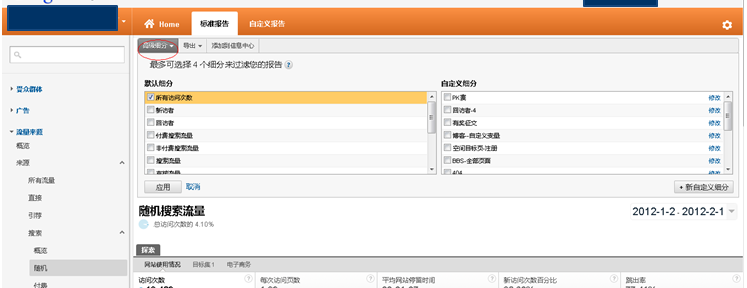 Home 标准报告 自定义报告
高级细分 导出 添加到信息中心
最多可选择 4 个细分来过滤您的报告
默认细分 自定义细分
所有访问次数
新访者
回访者
付费搜索流量
非付费搜索流量
搜索流量
PK赛 修改
回访者-4 修改
有奖征文 修改
博客-自定义变量 修改
空间目标页-注册 修改
BBS-全部页面 修改
404 修改
应用 取消 + 新自定义细分
受众群体
广告
流量来源
概览
来源
所有流量
直接
引荐
搜索
概览
随机
付费
随机搜索流量 2012-1-2 - 2012-2-1
总访问次数的 4.10%
探索
网站使用情况 目标集 1 电子商务
访问次数 每次访问页数 平均网站停留时间 新访问次数百分比 跳出率